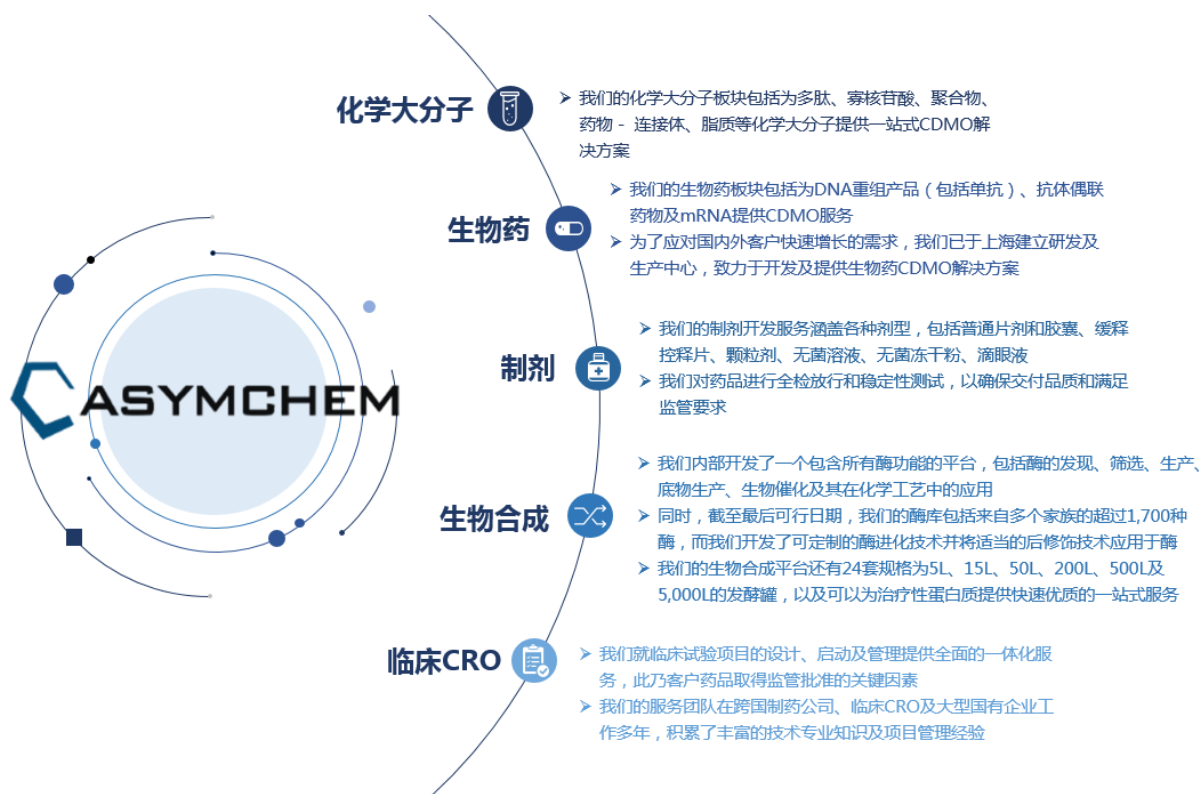 ASYMCHEM
化学大分子
➢ 我们的化学大分子板块包括为多肽、寡核苷酸、聚合物、
药物－ 连接体、脂质等化学大分子提供一站式CDMO解
决方案
生物药
➢ 我们的生物药板块包括为DNA重组产品（包括单抗）、抗体偶联
药物及mRNA提供CDMO服务
➢ 为了应对国内外客户快速增长的需求，我们已于上海建立研发及
生产中心，致力于开发及提供生物药CDMO解决方案
制剂
➢ 我们的制剂开发服务涵盖各种剂型，包括普通片剂和胶囊、缓释
控释片、颗粒剂、无菌溶液、无菌冻干粉、滴眼液
➢ 我们对药品进行全检放行和稳定性测试，以确保交付品质和满足
监管要求
生物合成
➢ 我们内部开发了一个包含所有酶功能的平台，包括酶的发现、筛选、生产、
底物生产、生物催化及其在化学工艺中的应用
➢ 同时，截至最后可行日期，我们的酶库包括来自多个家族的超过1,700种
酶，而我们开发了可定制的酶进化技术并将适当的后修饰技术应用于酶
➢ 我们的生物合成平台还有24套规格为5L、15L、50L、200L、500L及
5,000L的发酵罐，以及可以为治疗性蛋白质提供快速优质的一站式服务
临床CRO
➢ 我们就临床试验项目的设计、启动及管理提供全面的一体化服
务，此乃客户药品取得监管批准的关键因素
➢ 我们的服务团队在跨国制药公司、临床CRO及大型国有企业工
作多年，积累了丰富的技术专业知识及项目管理经验